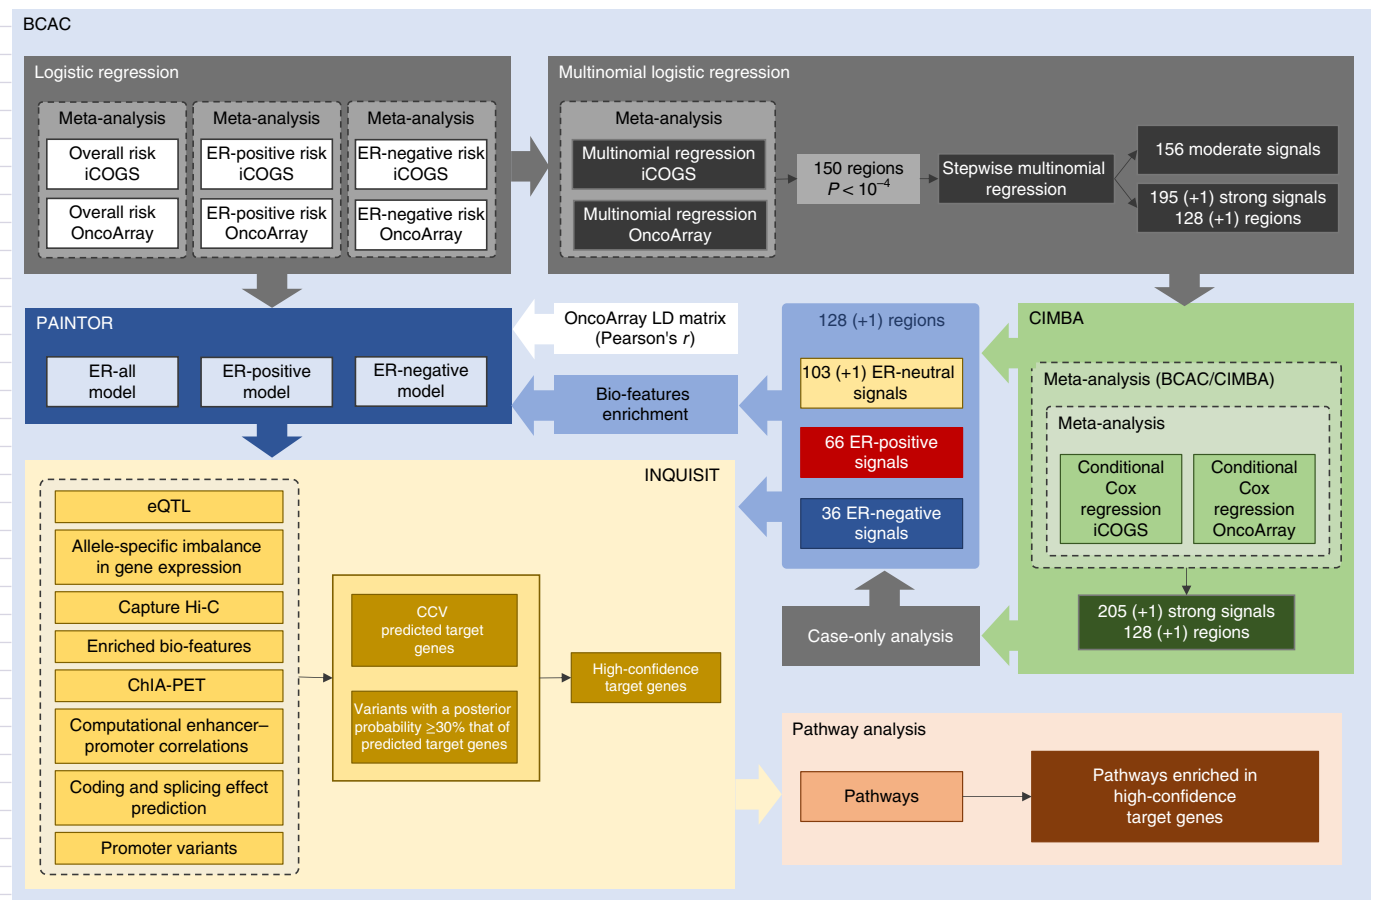 BCAC
Logistic regression
Meta-analysis
Overall risk
iCOGS
Overall risk
OncoArray
Meta-analysis
ER-positive risk
iCOGS
ER-positive risk
OncoArray
Meta-analysis
ER-negative risk
iCOGS
ER-negative risk
OncoArray
Multinomial logistic regression
Meta-analysis
Multinomial regression
iCOGS
Multinomial regression
OncoArray
150 regions
P < 10⁻⁴
Stepwise multinomial
regression
156 moderate signals
195 (+1) strong signals
128 (+1) regions
PAINTOR
ER-all
model
ER-positive
model
ER-negative
model
OncoArray LD matrix
(Pearson's r)
Bio-features
enrichment
128 (+1) regions
103 (+1) ER-neutral
signals
66 ER-positive
signals
36 ER-negative
signals
Case-only analysis
CIMBA
Meta-analysis (BCAC/CIMBA)
Meta-analysis
Conditional
Cox
regression
iCOGS
Conditional
Cox
regression
OncoArray
205 (+1) strong signals
128 (+1) regions
INQUISIT
eQTL
Allele-specific imbalance
in gene expression
Capture Hi-C
Enriched bio-features
ChIA-PET
Computational enhancer–
promoter correlations
Coding and splicing effect
prediction
Promoter variants
CCV
predicted target
genes
Variants with a posterior
probability ≥30% that of
predicted target genes
High-confidence
target genes
Pathway analysis
Pathways
Pathways enriched in
high-confidence
target genes